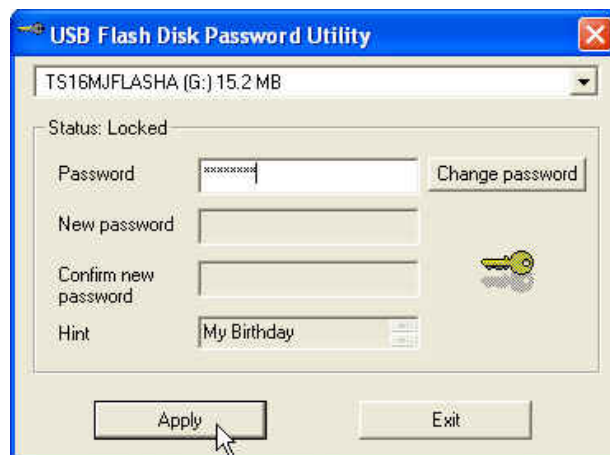 USB Flash Disk Password Utility
TS16MJFLASHA (G:) 15.2 MB
Status: Locked
Password
********
Change password
New password
Confirm new
password
Hint
My Birthday
Apply
Exit